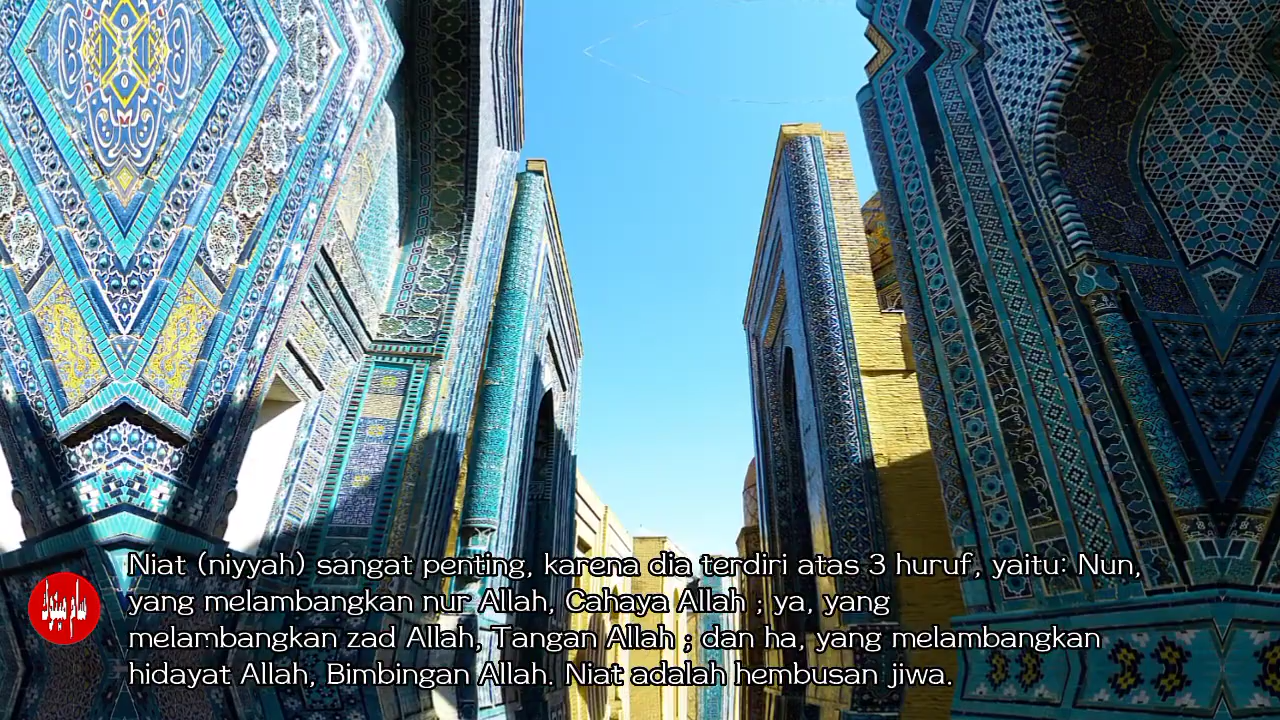 Niat (niyyah) sangat penting, karena dia terdiri atas 3 huruf, yaitu: Nun,
yang melambangkan nur Allah, Cahaya Allah ; ya, yang
melambangkan zad Allah, Tangan Allah ; dan ha, yang melambangkan
hidayat Allah, Bimbingan Allah. Niat adalah hembusan jiwa.